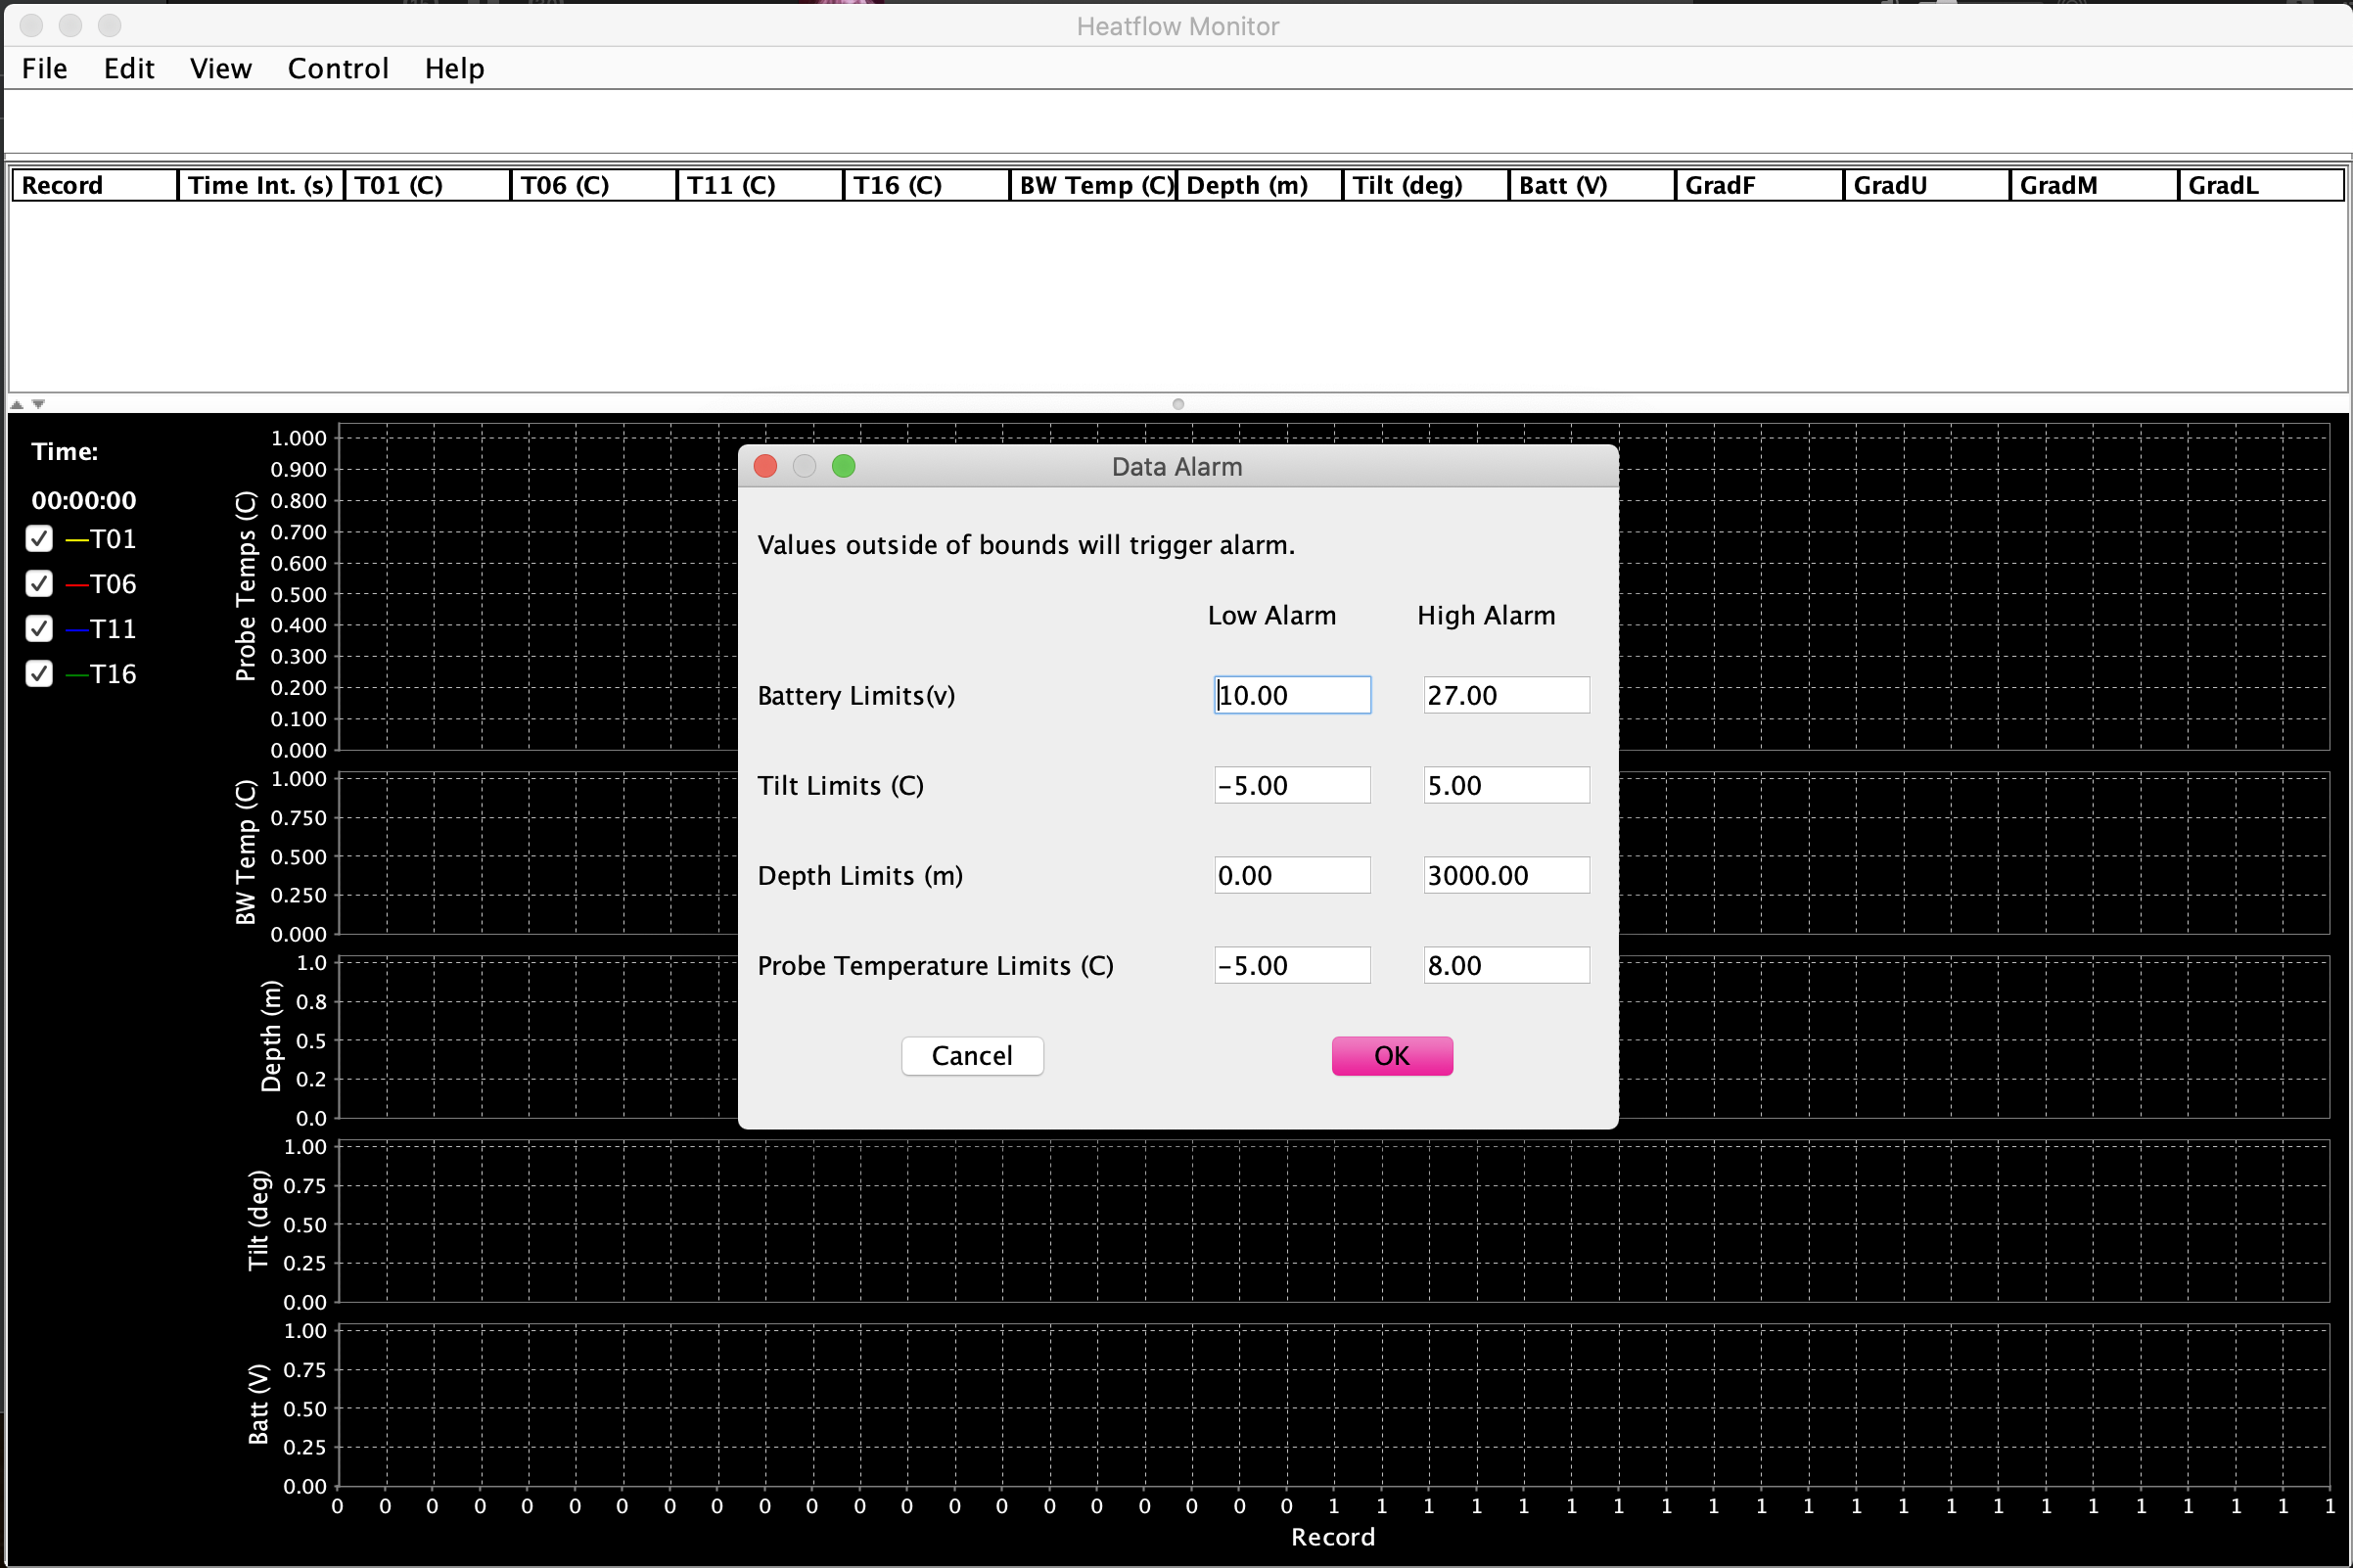 Heatflow Monitor
File Edit View Control Help
Record Time Int. (s) T01 (C) T06 (C) T11 (C) T16 (C) BW Temp (C) Depth (m) Tilt (deg) Batt (V) GradF GradU GradM GradL
Time:
00:00:00
T01
T06
T11
T16
Probe Temps (C)
1.000
0.900
0.800
0.700
0.600
0.500
0.400
0.300
0.200
0.100
0.000
BW Temp (C)
1.000
0.750
0.500
0.250
0.000
Depth (m)
1.0
0.8
0.5
0.2
0.0
Tilt (deg)
1.00
0.75
0.50
0.25
0.00
Batt (V)
1.00
0.75
0.50
0.25
0.00
0 0 0 0 0 0 0 0 0 0 0 0 0 0 0 0 0 0 0 0 0 1 1 1 1 1 1 1 1 1 1 1 1 1 1 1 1 1 1 1 1 1 1
Record
Data Alarm
Values outside of bounds will trigger alarm.
Low Alarm High Alarm
Battery Limits(v) 10.00 27.00
Tilt Limits (C) -5.00 5.00
Depth Limits (m) 0.00 3000.00
Probe Temperature Limits (C) -5.00 8.00
Cancel OK